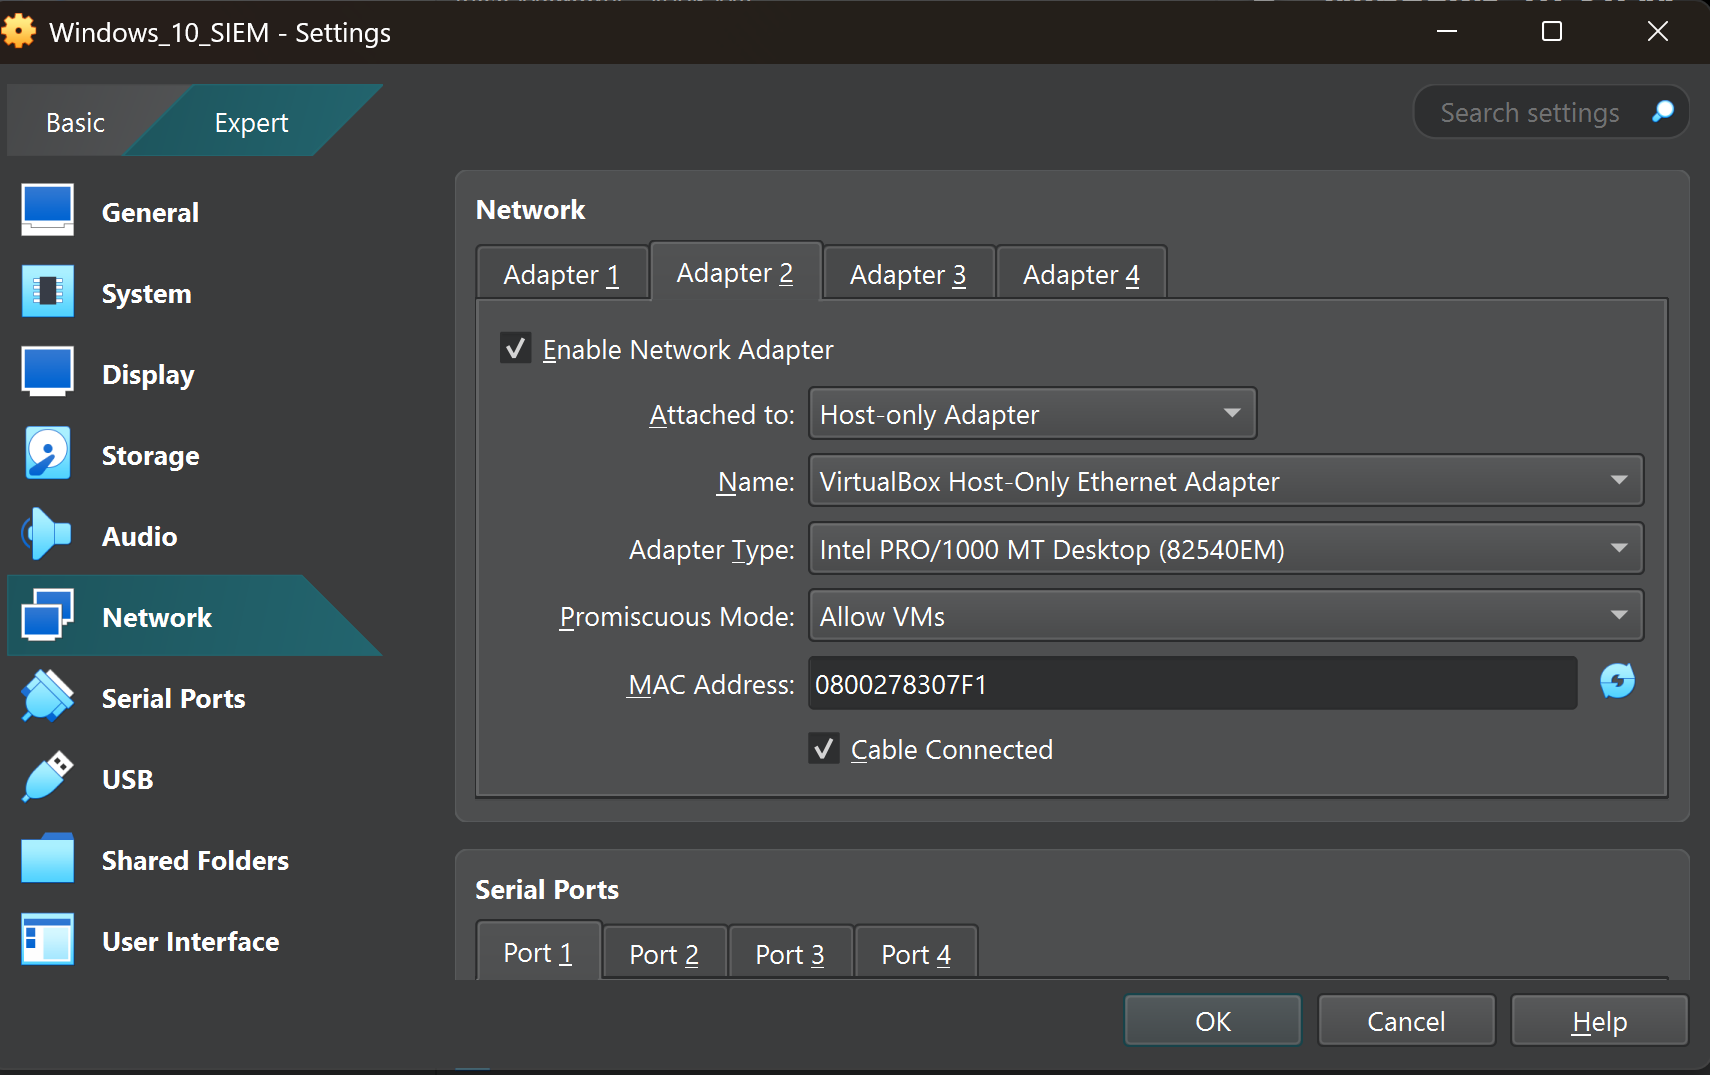 Windows_10_SIEM - Settings
Basic
Expert
Search settings
General
System
Display
Storage
Audio
Network
Serial Ports
USB
Shared Folders
User Interface
Network
Adapter 1
Adapter 2
Adapter 3
Adapter 4
Enable Network Adapter
Attached to: Host-only Adapter
Name: VirtualBox Host-Only Ethernet Adapter
Adapter Type: Intel PRO/1000 MT Desktop (82540EM)
Promiscuous Mode: Allow VMs
MAC Address: 0800278307F1
Cable Connected
Serial Ports
Port 1
Port 2
Port 3
Port 4
OK
Cancel
Help